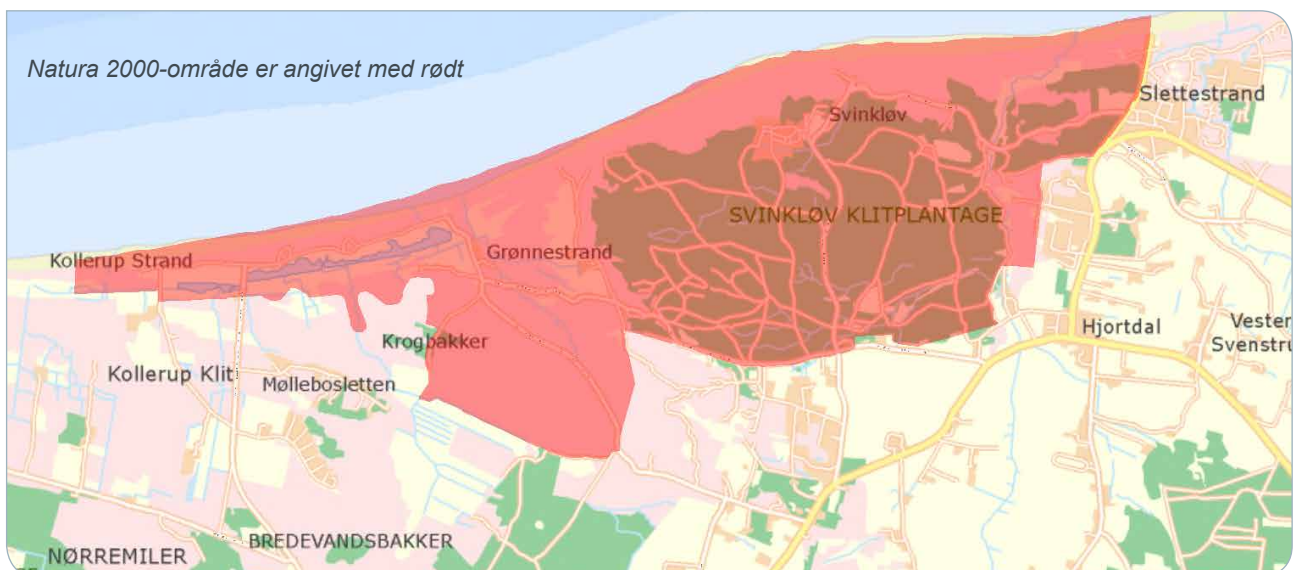 Natura 2000-område er angivet med rødt
Slettestrand
Svinkløv
SVINKLØV KLITPLANTAGE
Grønnestrand
Kollerup Strand
Hjortdal
Vester
Svenstru
Krogbakker
Kollerup Klit
Møllebosletten
BREDEVANDSBAKKER
NØRREMILER